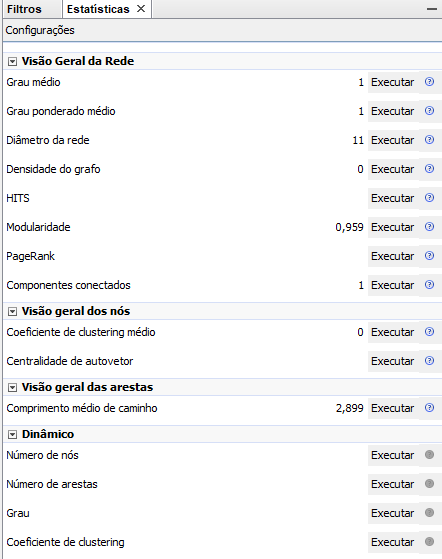 Filtros Estatísticas ×
Configurações
Visão Geral da Rede
Grau médio 1 Executar
Grau ponderado médio 1 Executar
Diâmetro da rede 11 Executar
Densidade do grafo 0 Executar
HITS Executar
Modularidade 0,959 Executar
PageRank Executar
Componentes conectados 1 Executar
Visão geral dos nós
Coeficiente de clustering médio 0 Executar
Centralidade de autovetor Executar
Visão geral das arestas
Comprimento médio de caminho 2,899 Executar
Dinâmico
Número de nós Executar
Número de arestas Executar
Grau Executar
Coeficiente de clustering Executar